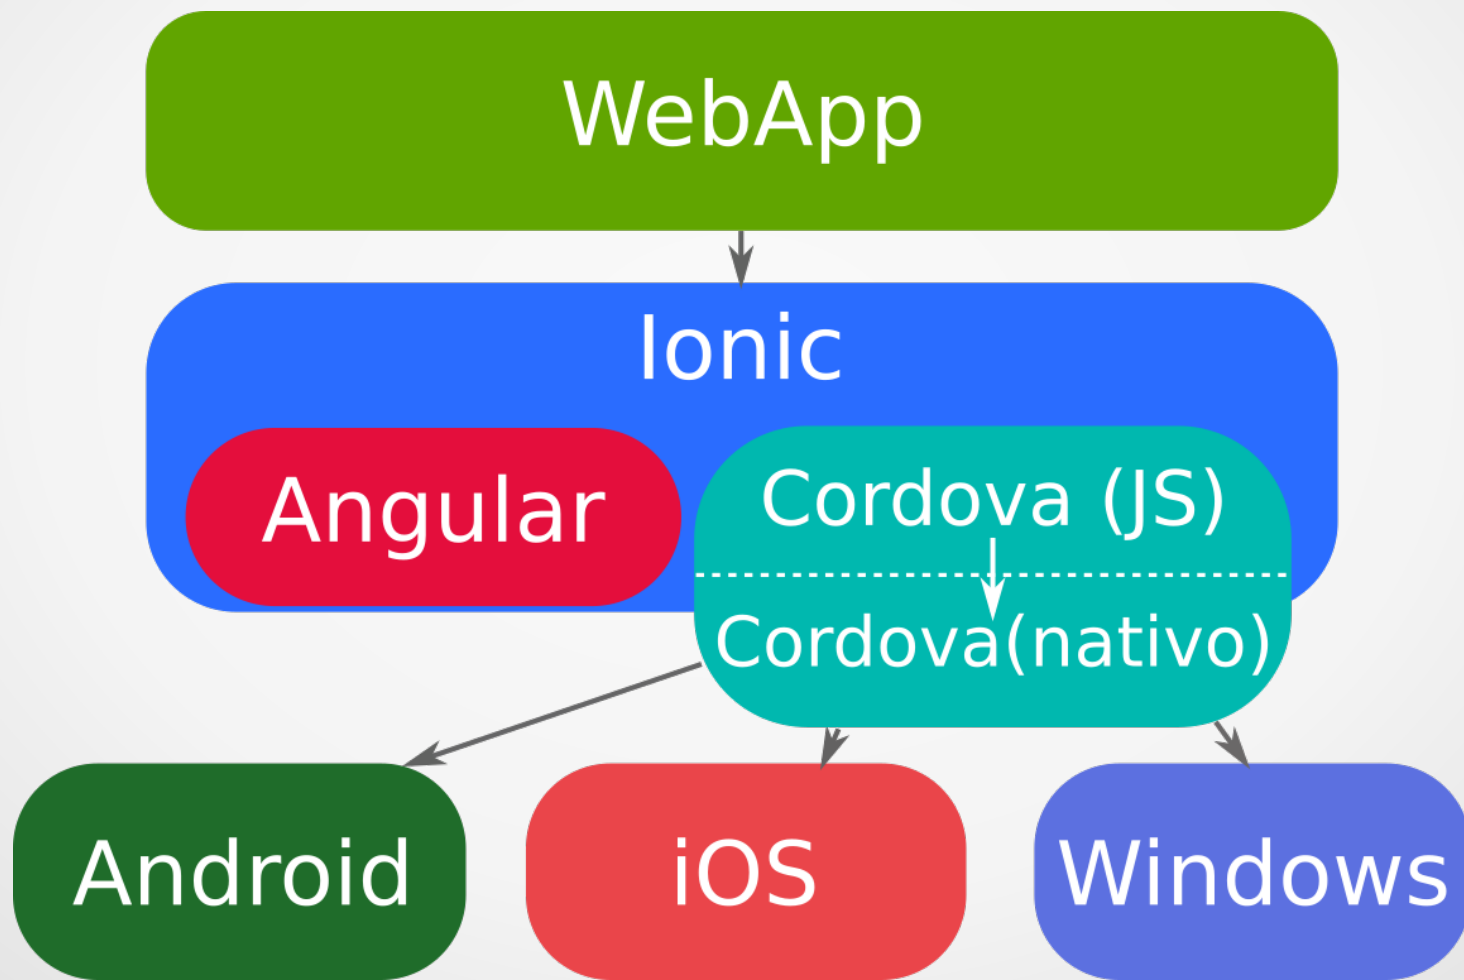 WebApp
Ionic
Angular
Cordova (JS)
Cordova(nativo)
Android
iOS
Windows